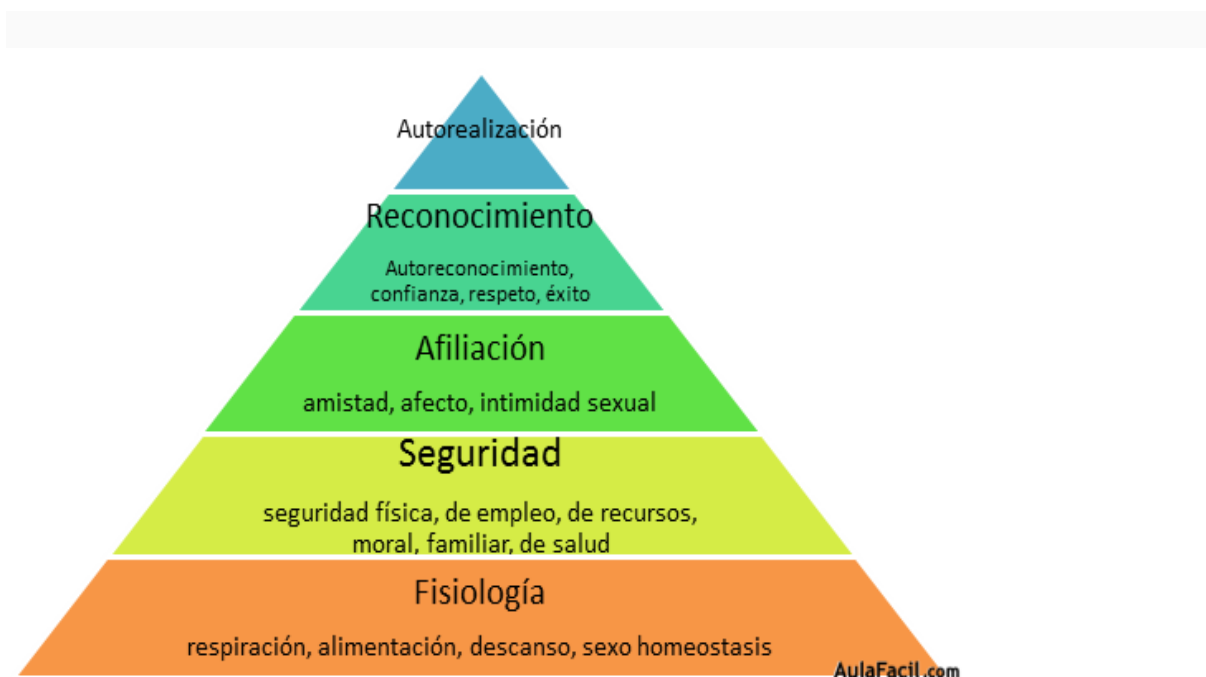 Autorealización
Reconocimiento
Autoreconocimiento,
confianza, respeto, éxito
Afiliación
amistad, afecto, intimidad sexual
Seguridad
seguridad física, de empleo, de recursos,
moral, familiar, de salud
Fisiología
respiración, alimentación, descanso, sexo homeostasis
AulaFacil.com